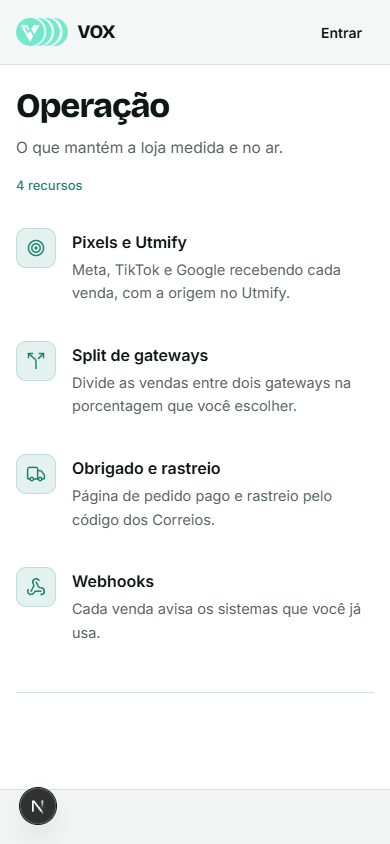 VOX
Entrar
Operação
O que mantém a loja medida e no ar.
4 recursos
Pixels e Utmify
Meta, TikTok e Google recebendo cada
venda, com a origem no Utmify.
Split de gateways
Divide as vendas entre dois gateways na
porcentagem que você escolher.
Obrigado e rastreio
Página de pedido pago e rastreio pelo
código dos Correios.
Webhooks
Cada venda avisa os sistemas que você já
usa.
N